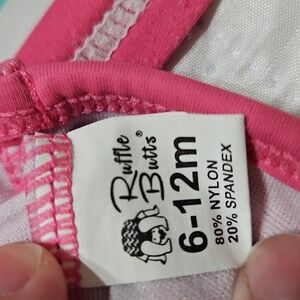 Ruffle
Butts®
6-12m
80% NYLON
20% SPANDEX